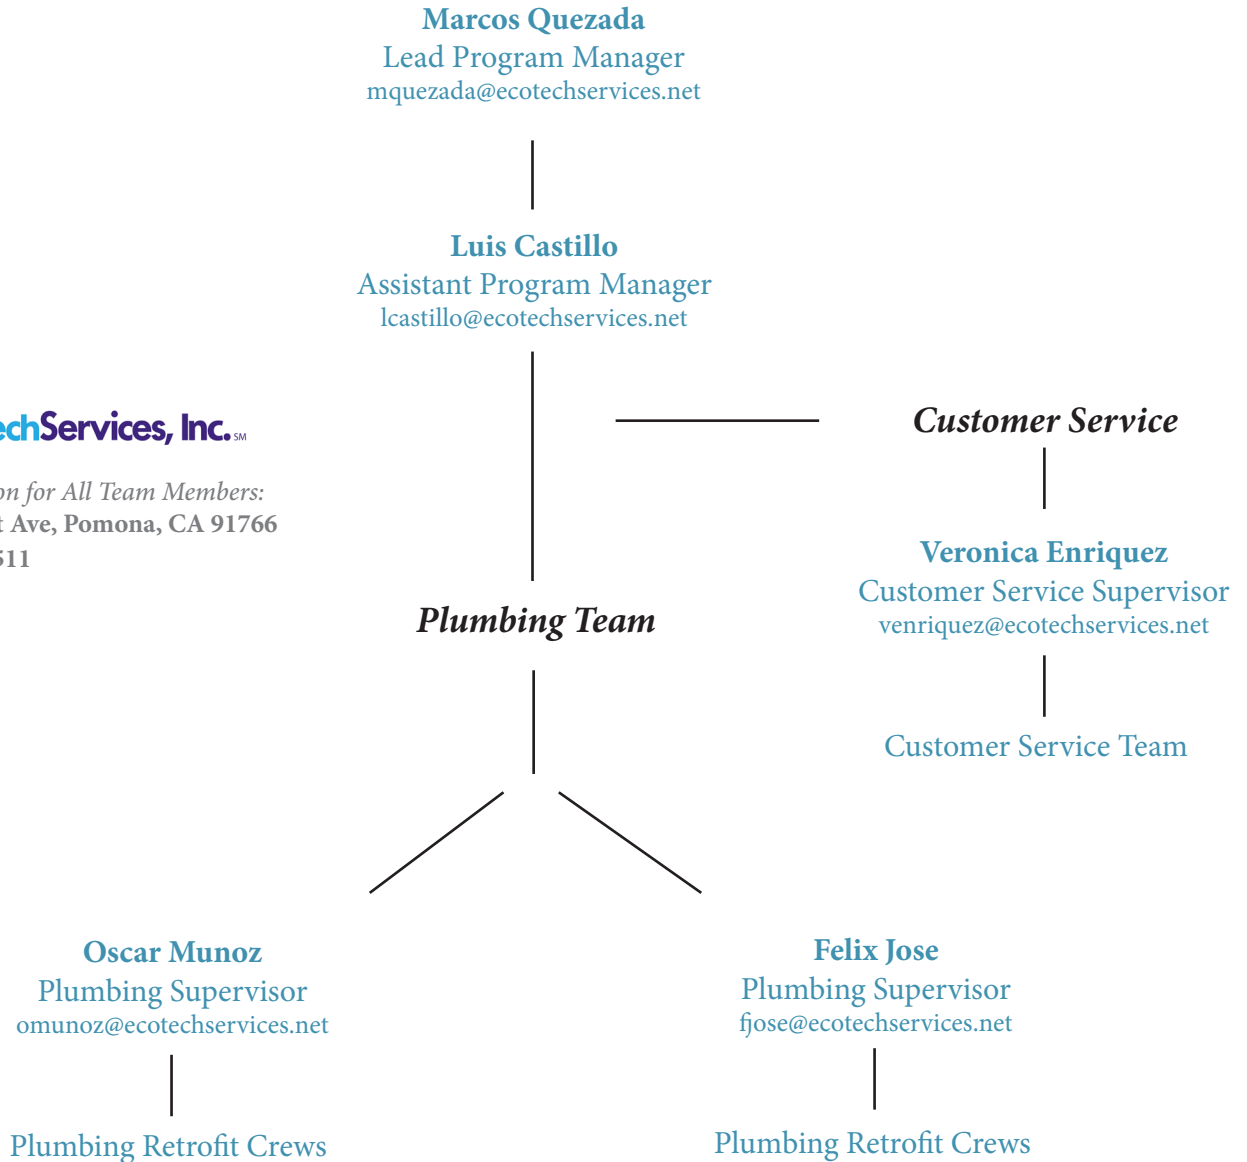 Marcos Quezada
Lead Program Manager
mquezada@ecotechservices.net
Luis Castillo
Assistant Program Manager
lcastillo@ecotechservices.net
echServices, Inc. SM
on for All Team Members:
t Ave, Pomona, CA 91766
511
Customer Service
Veronica Enriquez
Customer Service Supervisor
venriquez@ecotechservices.net
Customer Service Team
Plumbing Team
Oscar Munoz
Plumbing Supervisor
omunoz@ecotechservices.net
Plumbing Retrofit Crews
Felix Jose
Plumbing Supervisor
fjose@ecotechservices.net
Plumbing Retrofit Crews